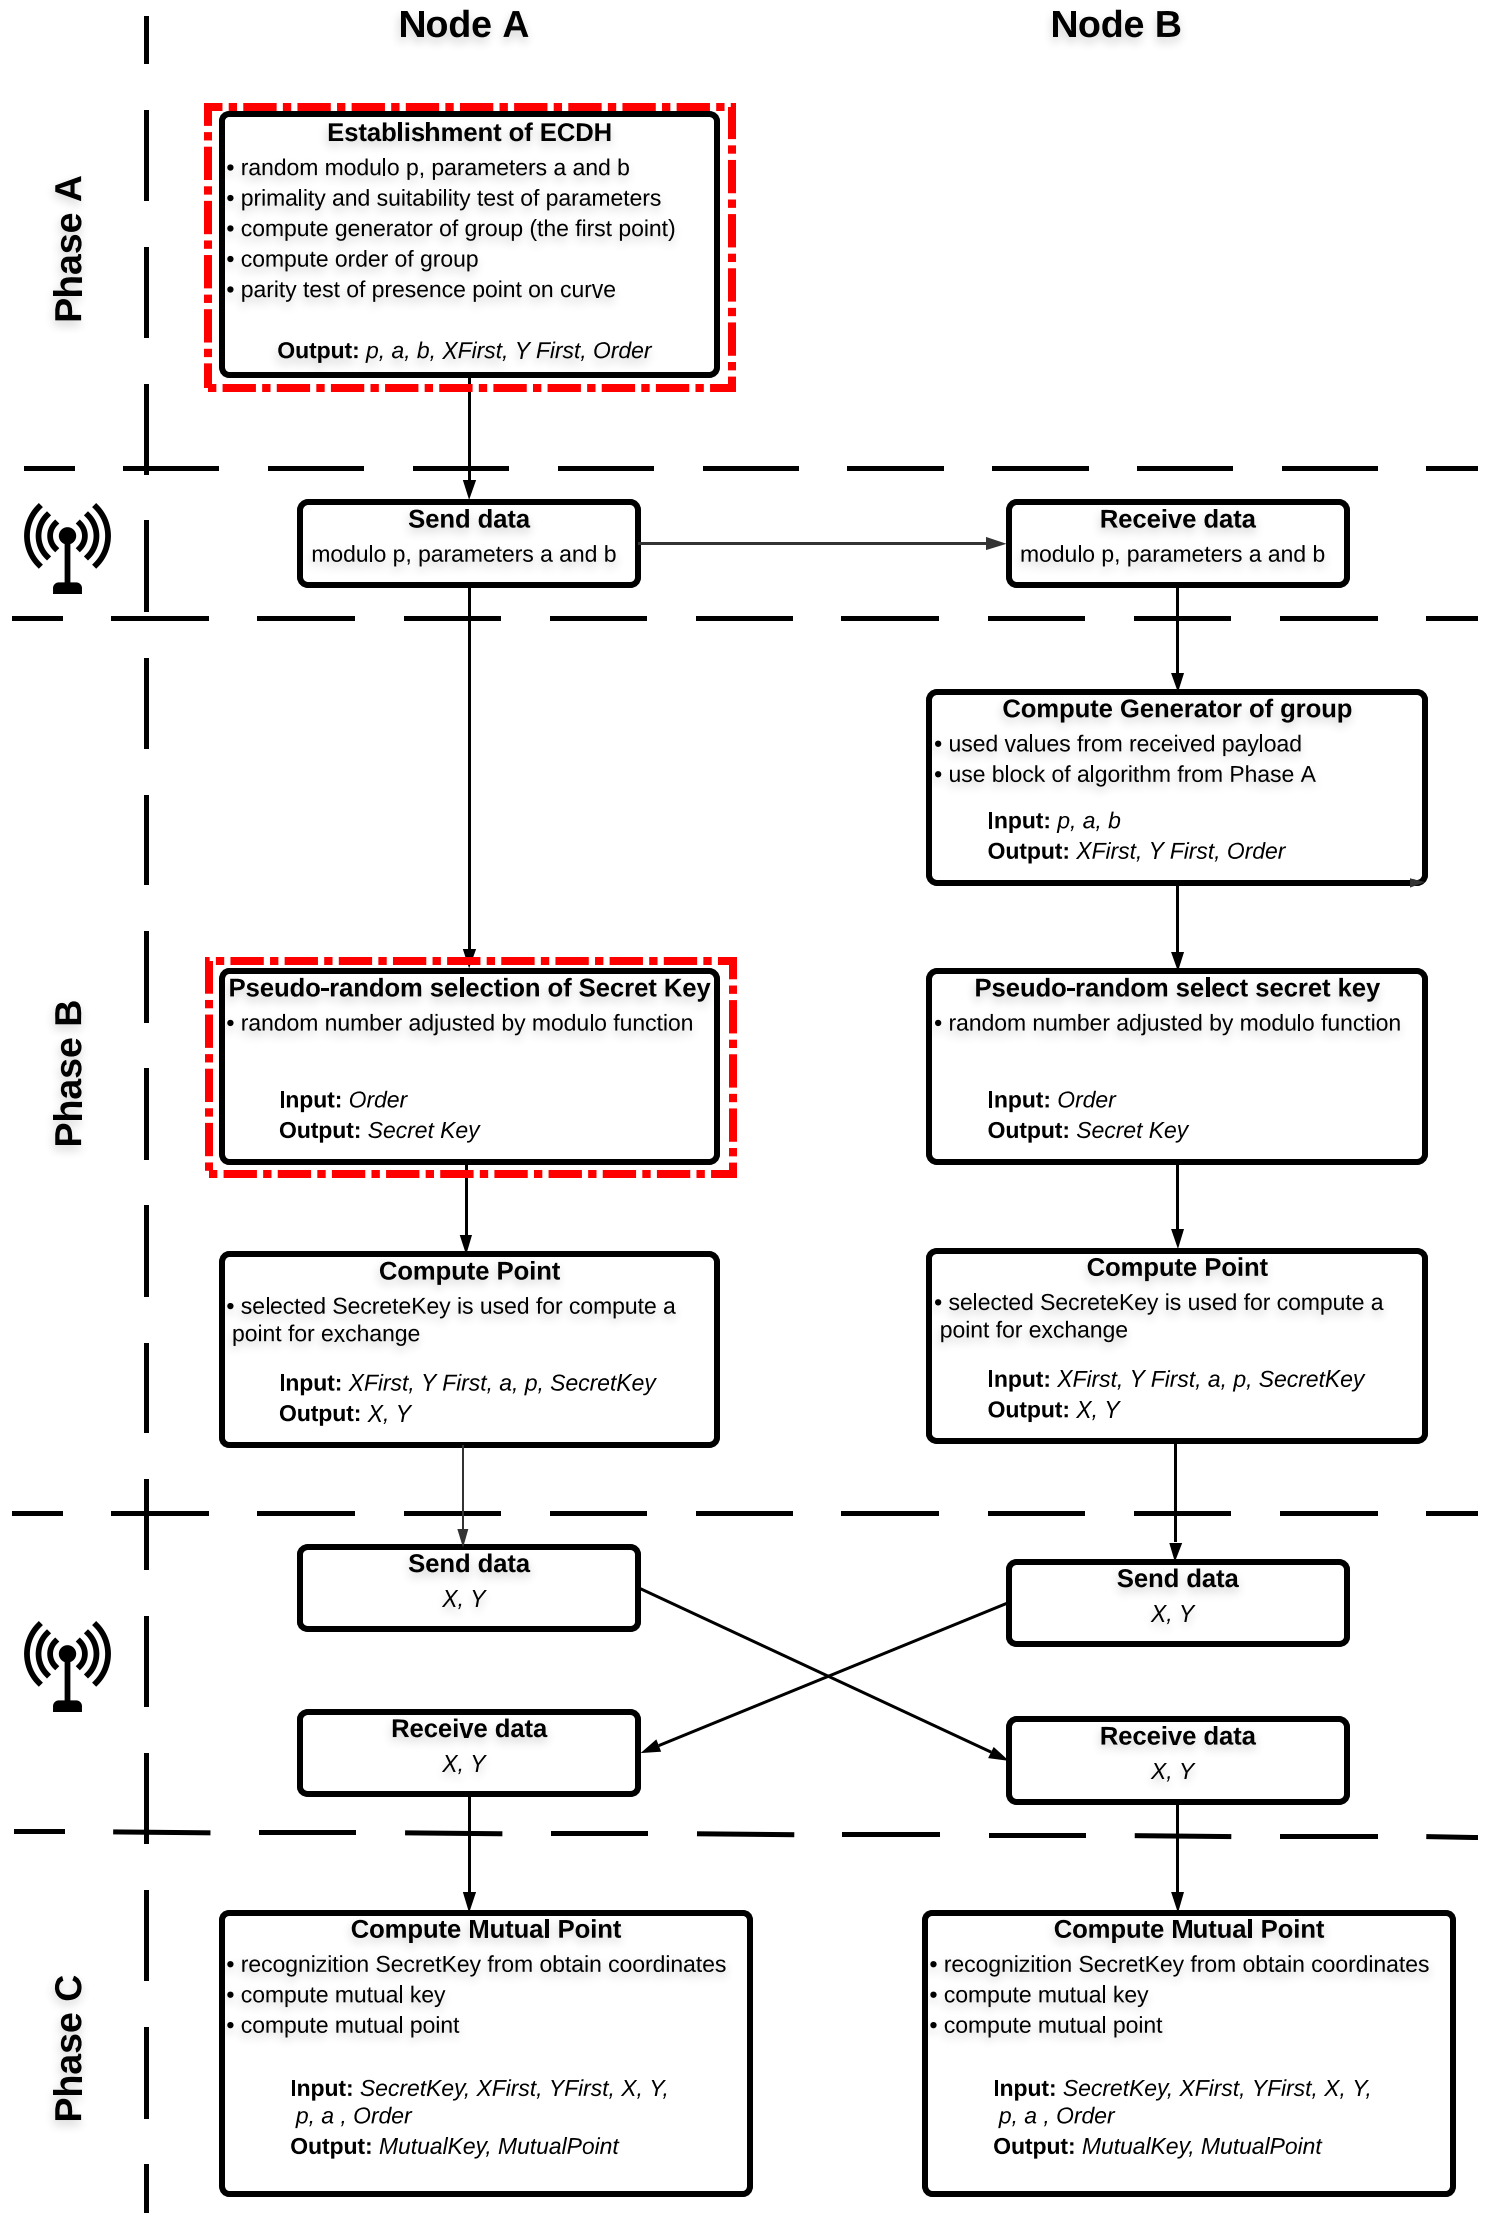 Node A
Node B
Phase A
Establishment of ECDH
• random modulo p, parameters a and b
• primality and suitability test of parameters
• compute generator of group (the first point)
• compute order of group
• parity test of presence point on curve
Output: p, a, b, XFirst, Y First, Order
Send data
modulo p, parameters a and b
Receive data
modulo p, parameters a and b
Phase B
Compute Generator of group
• used values from received payload
• use block of algorithm from Phase A
Input: p, a, b
Output: XFirst, Y First, Order
Pseudo-random selection of Secret Key
• random number adjusted by modulo function
Input: Order
Output: Secret Key
Pseudo-random select secret key
• random number adjusted by modulo function
Input: Order
Output: Secret Key
Compute Point
• selected SecreteKey is used for compute a
point for exchange
Input: XFirst, Y First, a, p, SecretKey
Output: X, Y
Compute Point
• selected SecreteKey is used for compute a
point for exchange
Input: XFirst, Y First, a, p, SecretKey
Output: X, Y
Send data
X, Y
Send data
X, Y
Receive data
X, Y
Receive data
X, Y
Phase C
Compute Mutual Point
• recognizition SecretKey from obtain coordinates
• compute mutual key
• compute mutual point
Input: SecretKey, XFirst, YFirst, X, Y,
p, a , Order
Output: MutualKey, MutualPoint
Compute Mutual Point
• recognizition SecretKey from obtain coordinates
• compute mutual key
• compute mutual point
Input: SecretKey, XFirst, YFirst, X, Y,
p, a , Order
Output: MutualKey, MutualPoint